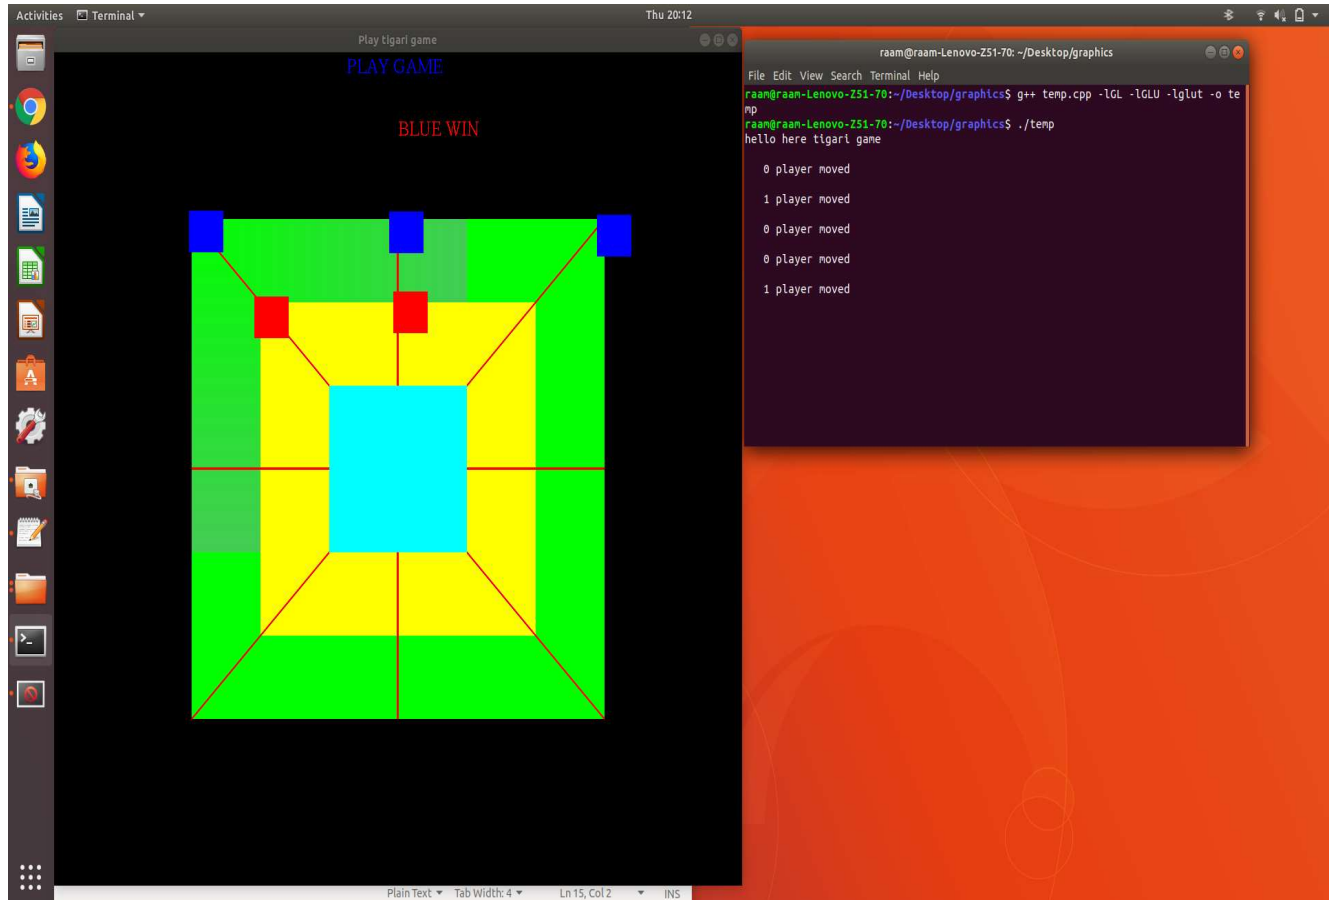 Activities Terminal Thu 20:12
Play tigari game
PLAY GAME
BLUE WIN
raam@raam-Lenovo-Z51-70: ~/Desktop/graphics
File Edit View Search Terminal Help
raam@raam-Lenovo-Z51-70:~/Desktop/graphics$ g++ temp.cpp -lGL -lGLU -lglut -o te
mp
raam@raam-Lenovo-Z51-70:~/Desktop/graphics$ ./temp
hello here tigari game
0 player moved
1 player moved
0 player moved
0 player moved
1 player moved
Plain Text Tab Width: 4 Ln 15, Col 2 INS